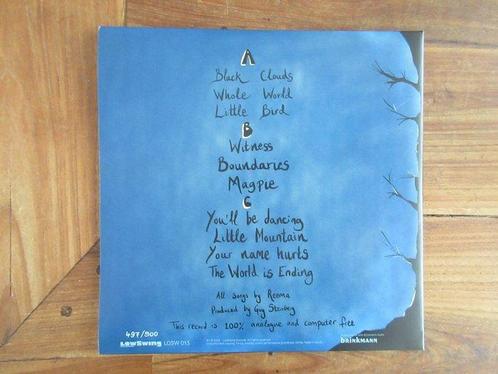 A
Black Clouds
Whole World
Little Bird
B
Witness
Boundaries
Magpie
C
You'll be dancing
Little Mountain
Your name hurts
The World is Ending
All songs by Reema
Produced by Guy Sternberg
This record is 100% analogue and computer free
497/900
LowSwing LOSW 013
brinkmann